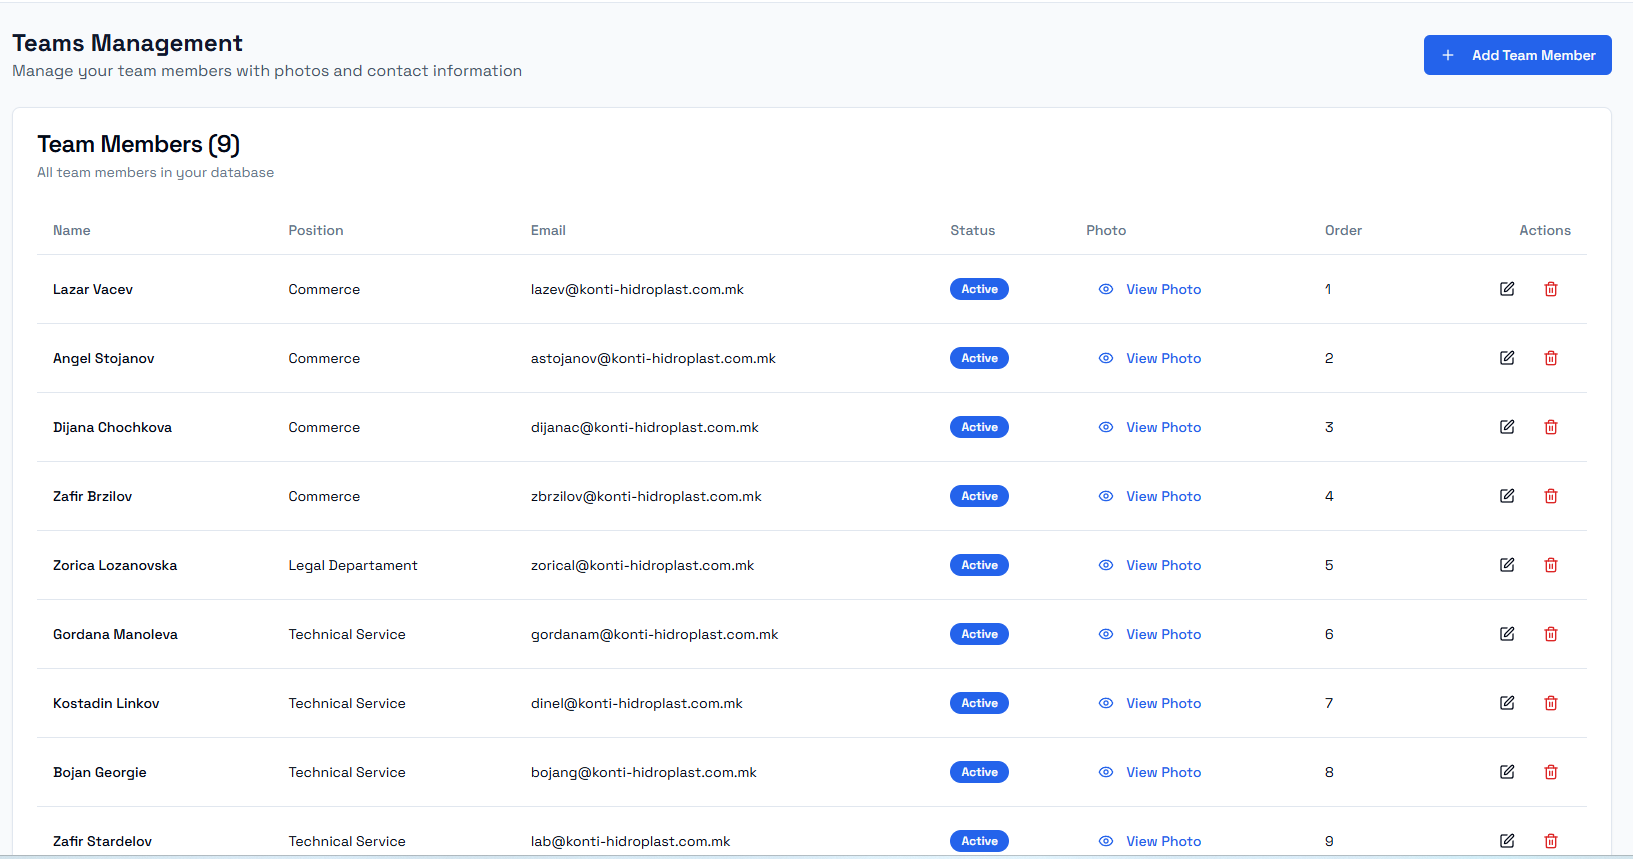 Teams Management
Manage your team members with photos and contact information
+ Add Team Member
Team Members (9)
All team members in your database
Name Position Email Status Photo Order Actions
Lazar Vacev Commerce lazev@konti-hidroplast.com.mk Active View Photo 1
Angel Stojanov Commerce astojanov@konti-hidroplast.com.mk Active View Photo 2
Dijana Chochkova Commerce dijanac@konti-hidroplast.com.mk Active View Photo 3
Zafir Brzilov Commerce zbrzilov@konti-hidroplast.com.mk Active View Photo 4
Zorica Lozanovska Legal Departament zorical@konti-hidroplast.com.mk Active View Photo 5
Gordana Manoleva Technical Service gordanam@konti-hidroplast.com.mk Active View Photo 6
Kostadin Linkov Technical Service dinel@konti-hidroplast.com.mk Active View Photo 7
Bojan Georgie Technical Service bojang@konti-hidroplast.com.mk Active View Photo 8
Zafir Stardelov Technical Service lab@konti-hidroplast.com.mk Active View Photo 9